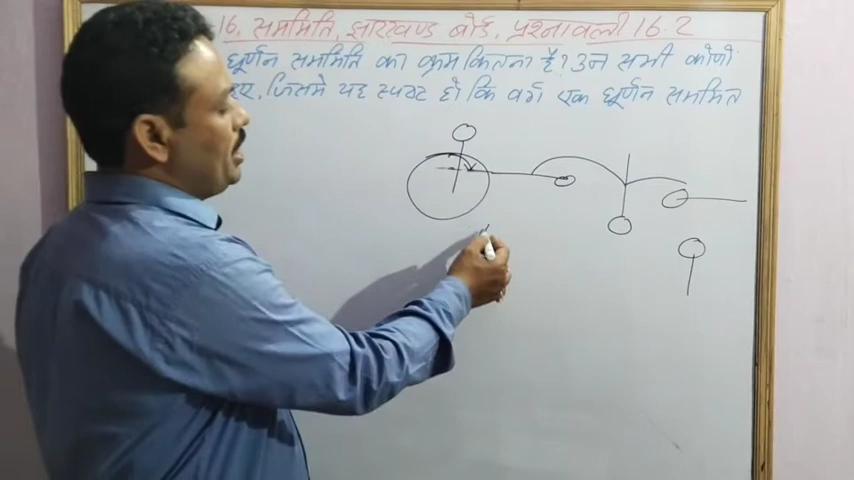 16. सममिति, झारखण्ड बोर्ड, प्रश्नावली 16.2
घूर्णन सममिति का क्रम कितना है? उन सभी कोणों
जिसमे यह स्पष्ट हो कि वर्ग एक घूर्णन सममित